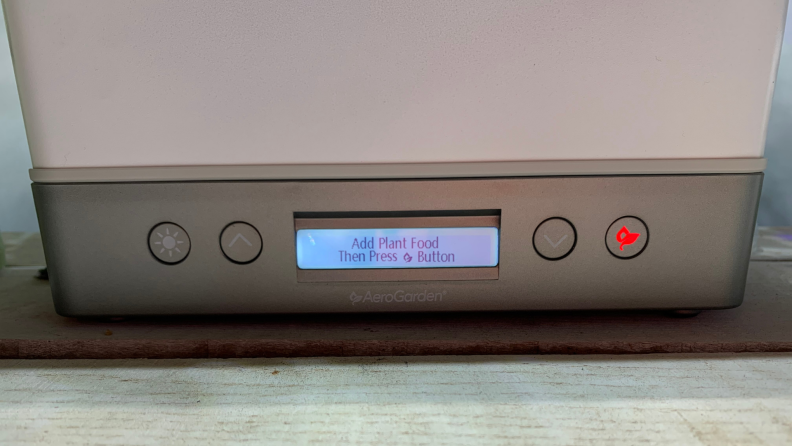 Add Plant Food
Then Press Button
AeroGarden